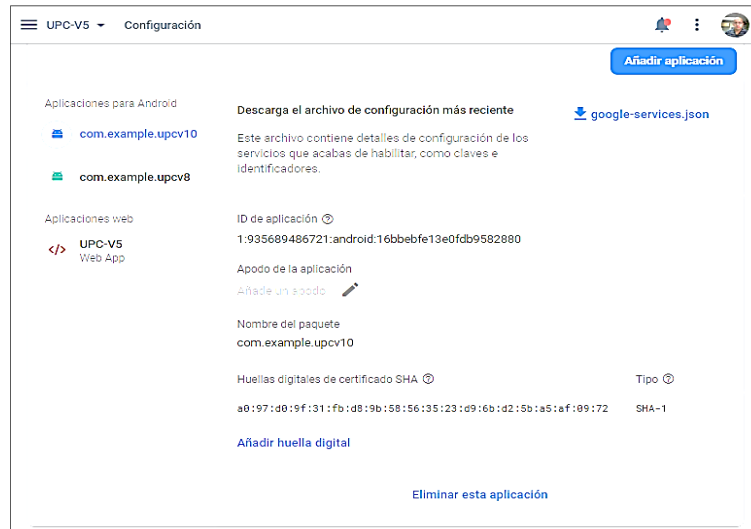 UPC-V5 Configuración
Añadir aplicación
Aplicaciones para Android
com.example.upcv10
com.example.upcv8
Aplicaciones web
</> UPC-V5
Web App
Descarga el archivo de configuración más reciente
google-services.json
Este archivo contiene detalles de configuración de los
servicios que acabas de habilitar, como claves e
identificadores.
ID de aplicación
1:935689486721:android:16bbebfe13e0fdb9582880
Apodo de la aplicación
Añade un apodo
Nombre del paquete
com.example.upcv10
Huellas digitales de certificado SHA Tipo
a0:97:d0:9f:31:fb:d8:9b:58:56:35:23:d9:6b:d2:5b:a5:af:09:72 SHA-1
Añadir huella digital
Eliminar esta aplicación